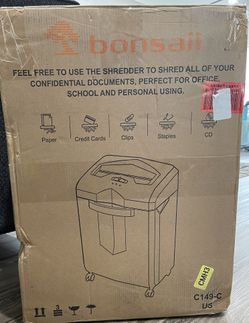 bonsaii
FEEL FREE TO USE THE SHREDDER TO SHRED ALL OF YOUR
CONFIDENTIAL DOCUMENTS, PERFECT FOR OFFICE,
SCHOOL AND PERSONAL USING.
Paper
Credit Cards
Clips
Staples
CD
CMH3
C149-C
US
3